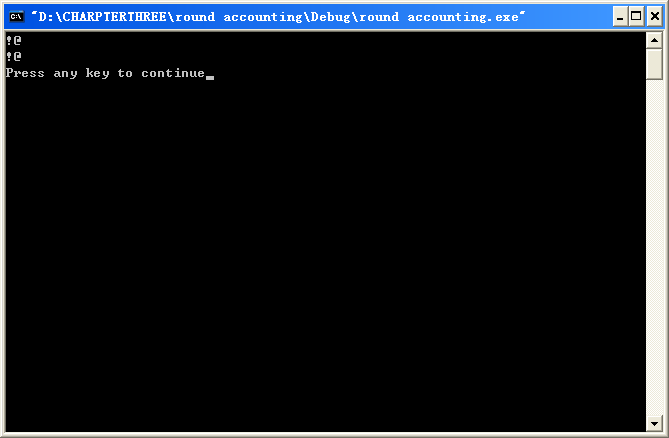 "D:\CHARPTERTHREE\round accounting\Debug\round accounting.exe"
!@
!@
Press any key to continue